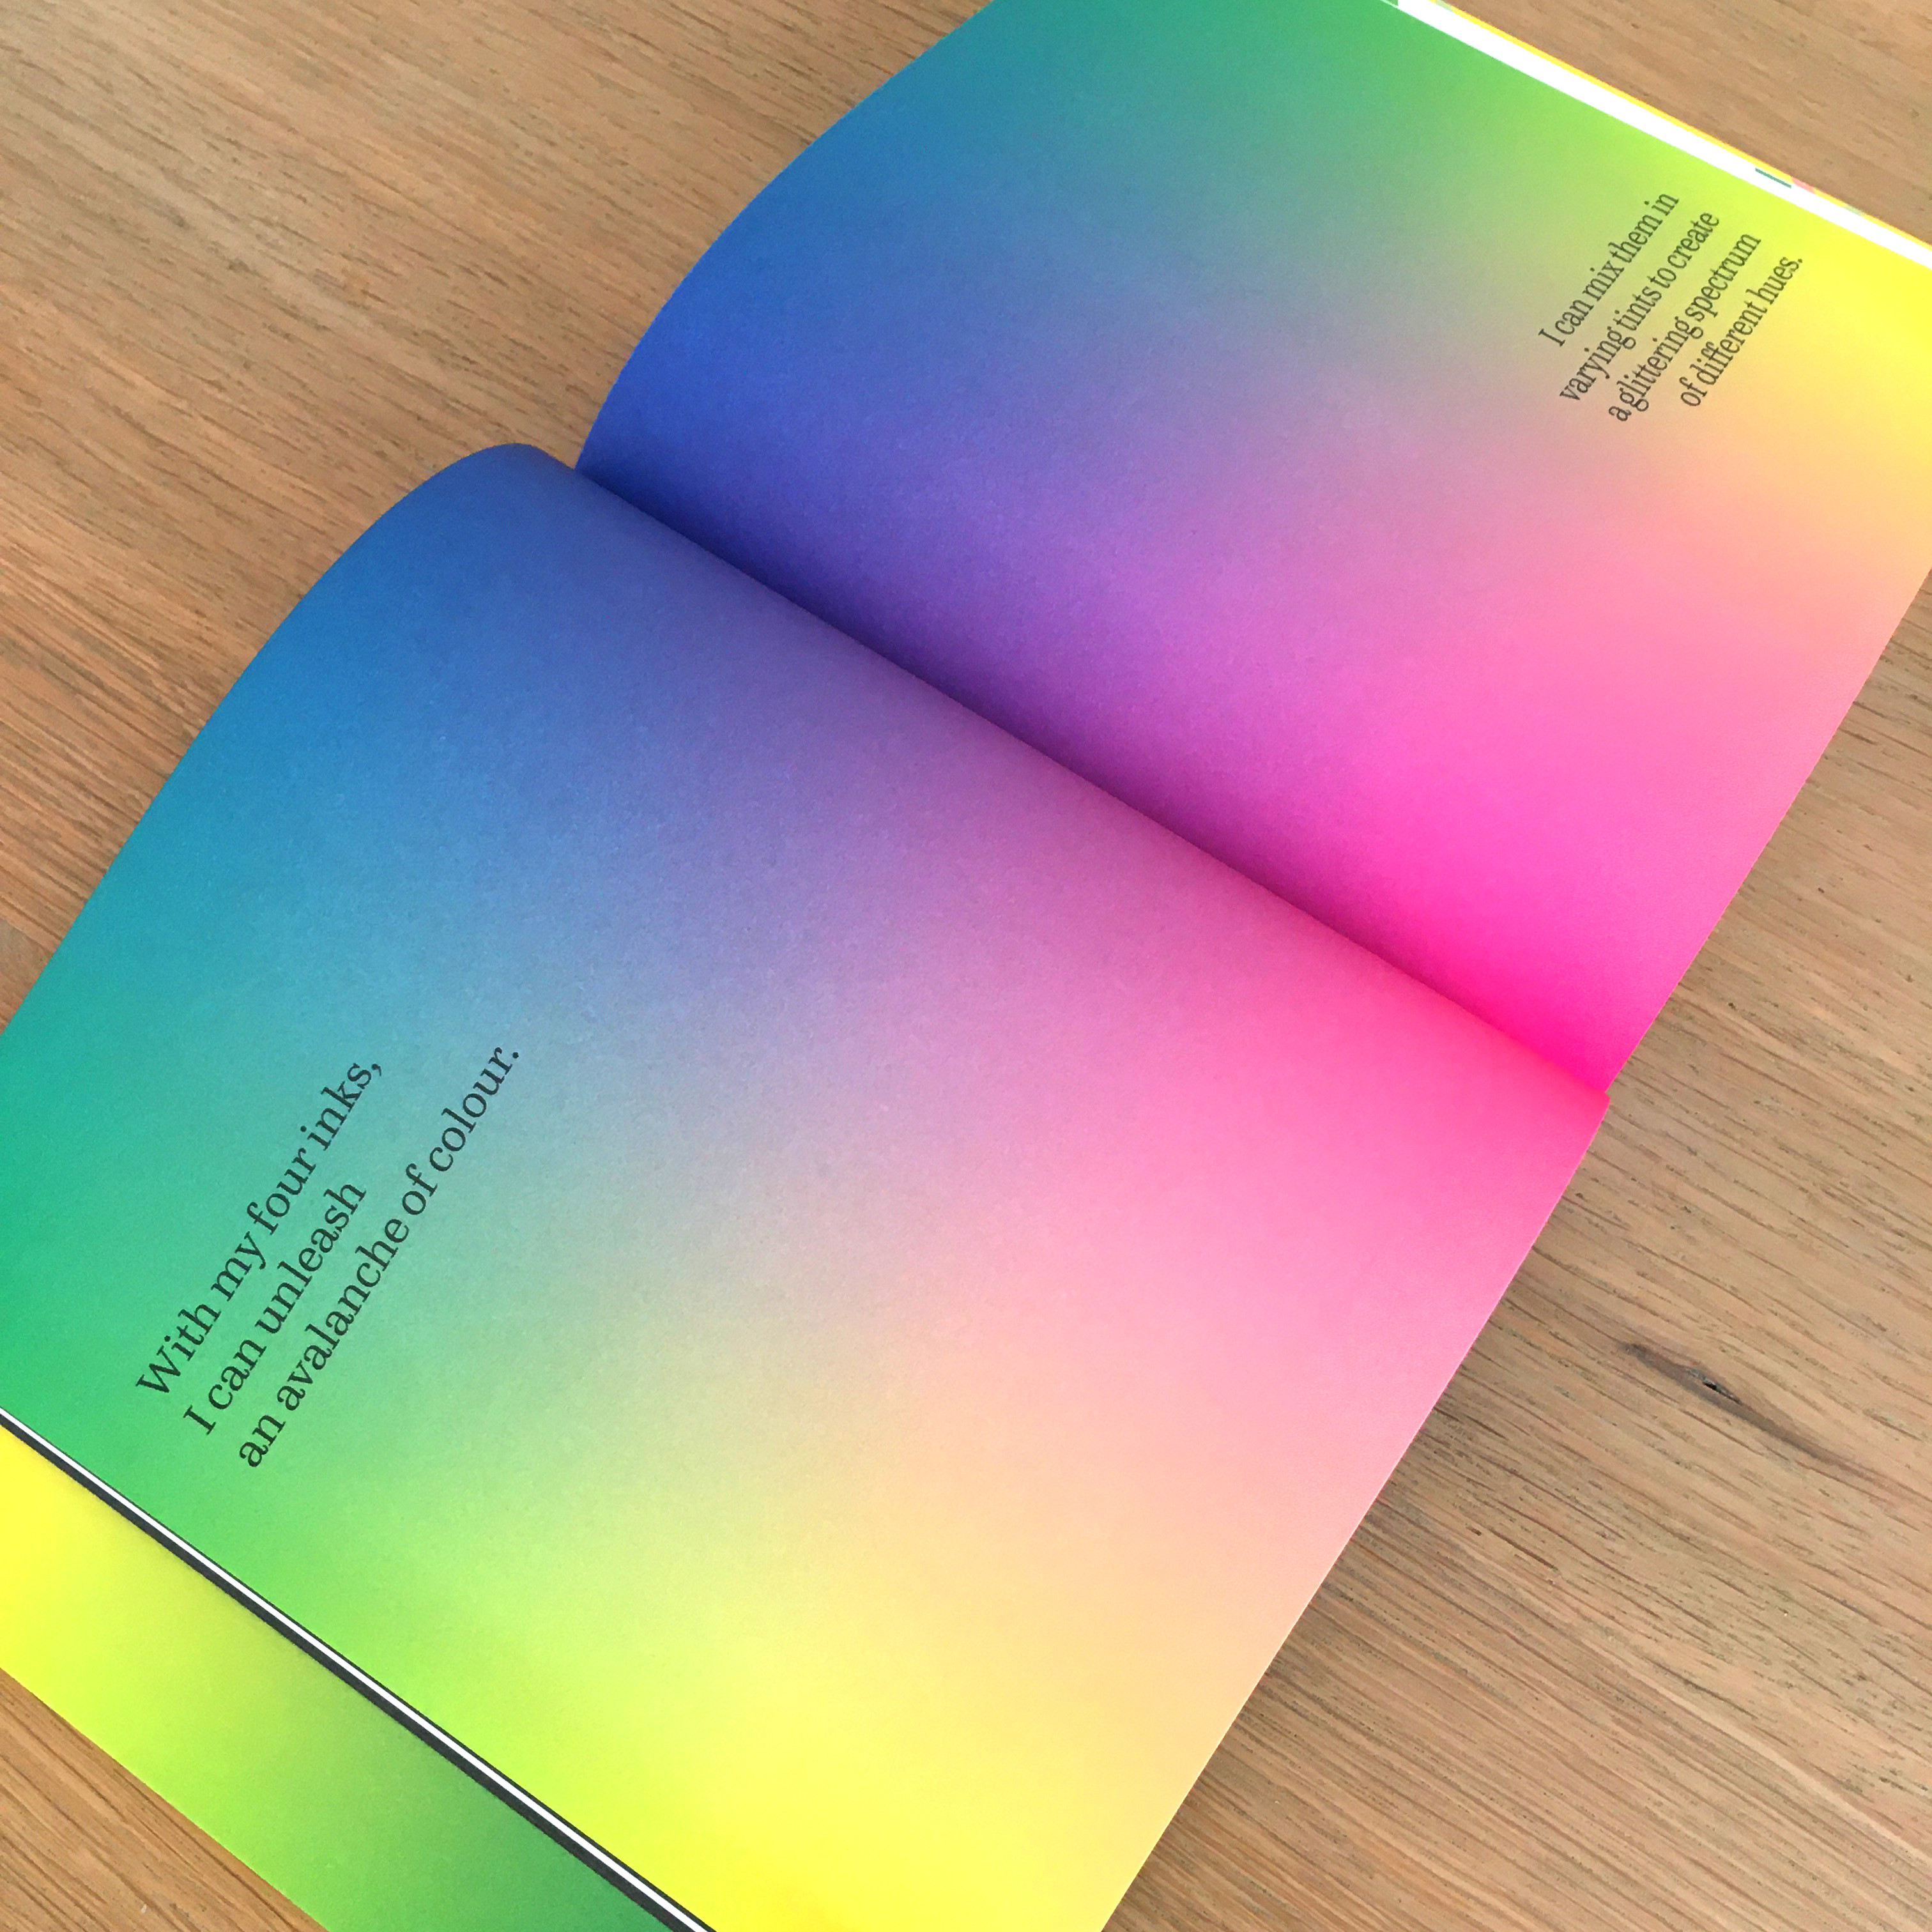 With my four inks,
I can unleash
an avalanche of colour.
I can mix them in
varying tints to create
a glittering spectrum
of different hues.